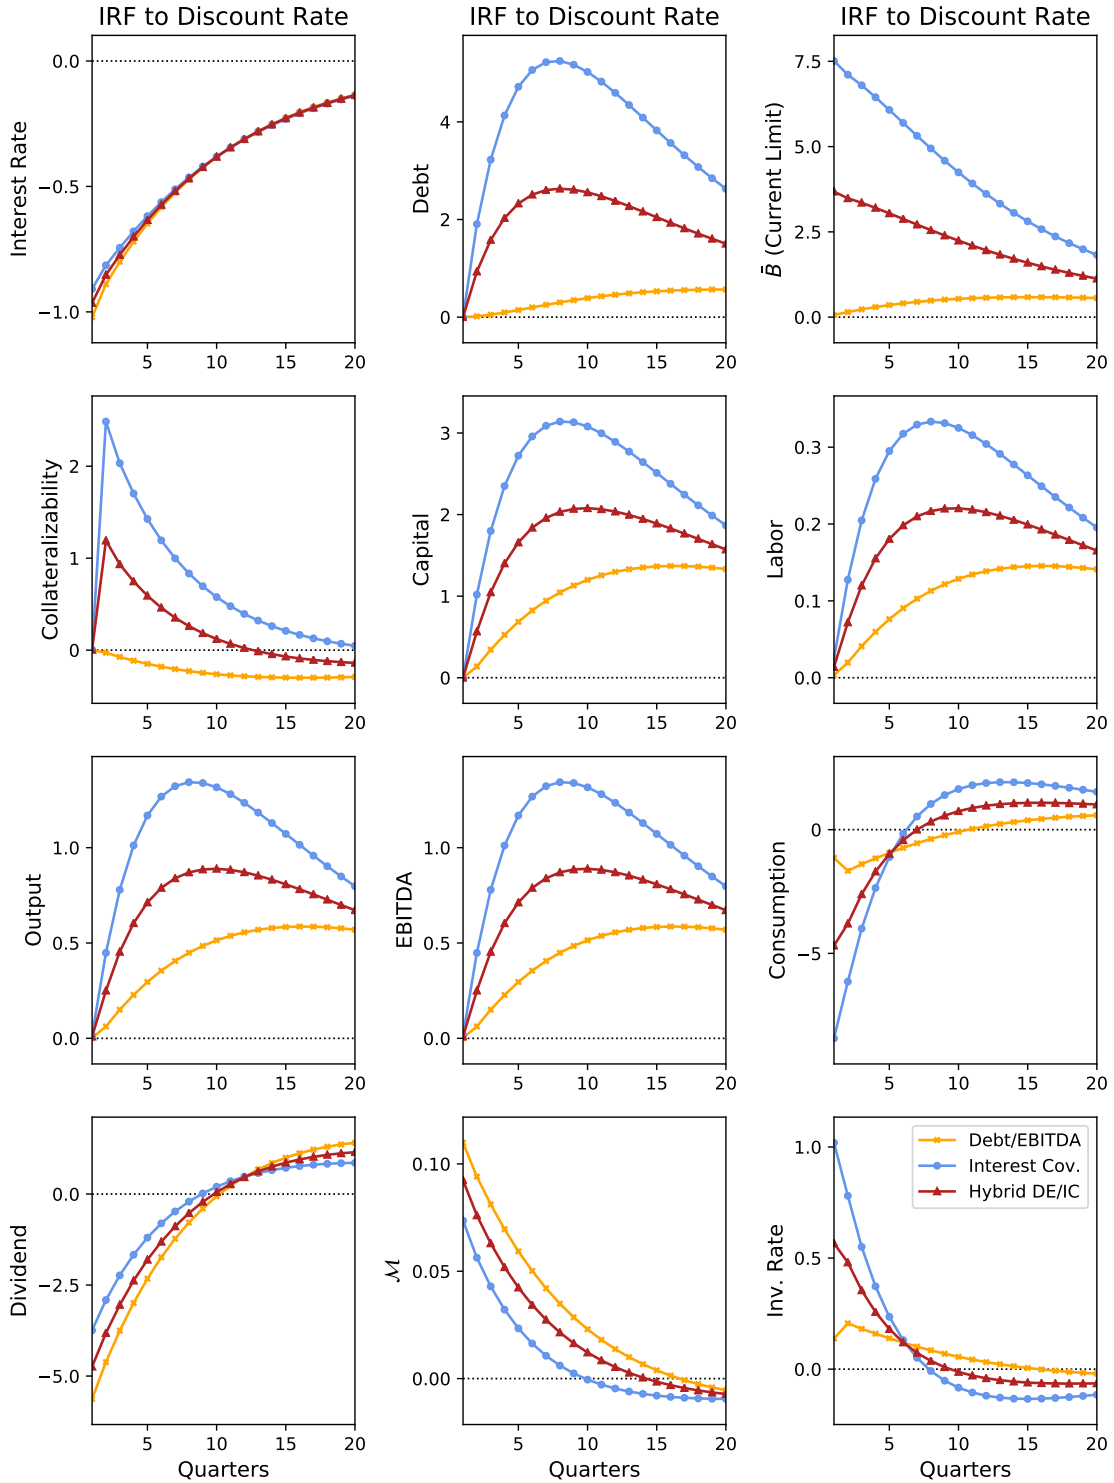 IRF to Discount Rate
IRF to Discount Rate
IRF to Discount Rate
0.0
−0.5
−1.0
Interest Rate
5 10 15 20
4
2
0
Debt
5 10 15 20
7.5
5.0
2.5
0.0
B̄ (Current Limit)
5 10 15 20
2
1
0
Collateralizability
5 10 15 20
3
2
1
0
Capital
5 10 15 20
0.3
0.2
0.1
0.0
Labor
5 10 15 20
1.0
0.5
0.0
Output
5 10 15 20
1.0
0.5
0.0
EBITDA
5 10 15 20
0
−5
Consumption
5 10 15 20
0.0
−2.5
−5.0
Dividend
5 10 15 20
Quarters
0.10
0.05
0.00
ℳ
5 10 15 20
Quarters
1.0
0.5
0.0
Inv. Rate
Debt/EBITDA
Interest Cov.
Hybrid DE/IC
5 10 15 20
Quarters